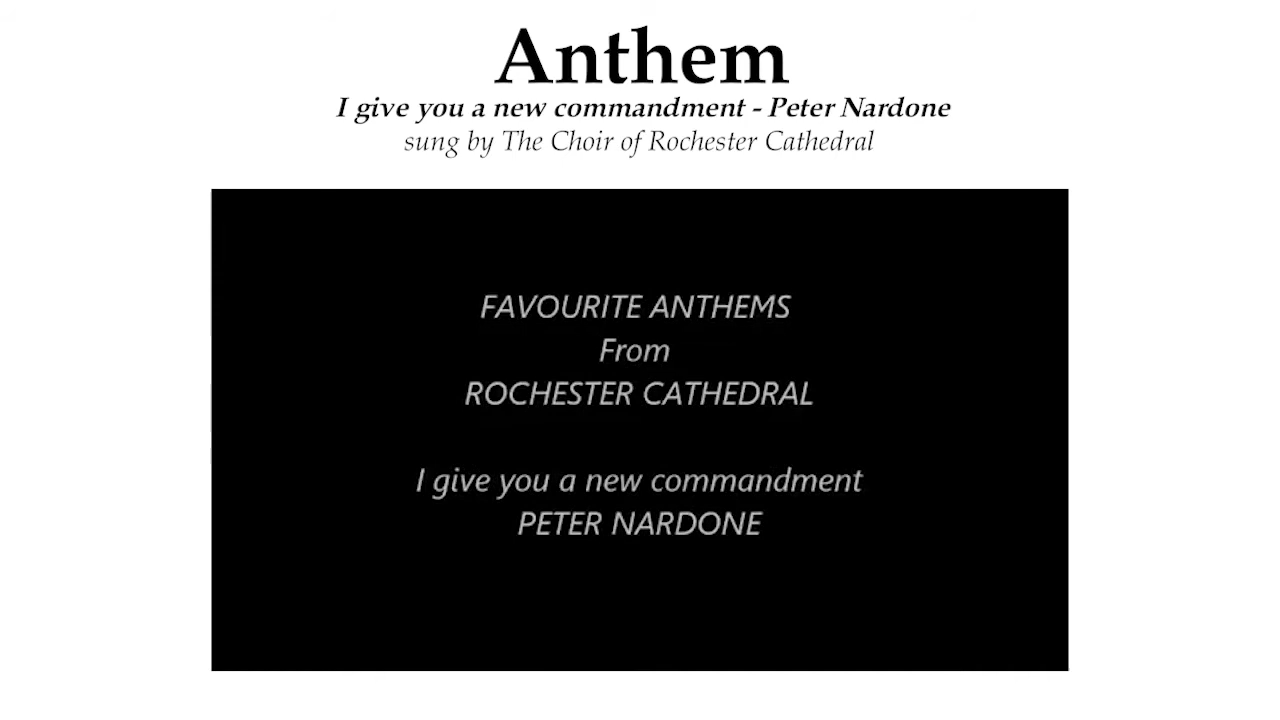 Anthem
I give you a new commandment - Peter Nardone
sung by The Choir of Rochester Cathedral
FAVOURITE ANTHEMS
From
ROCHESTER CATHEDRAL
I give you a new commandment
PETER NARDONE